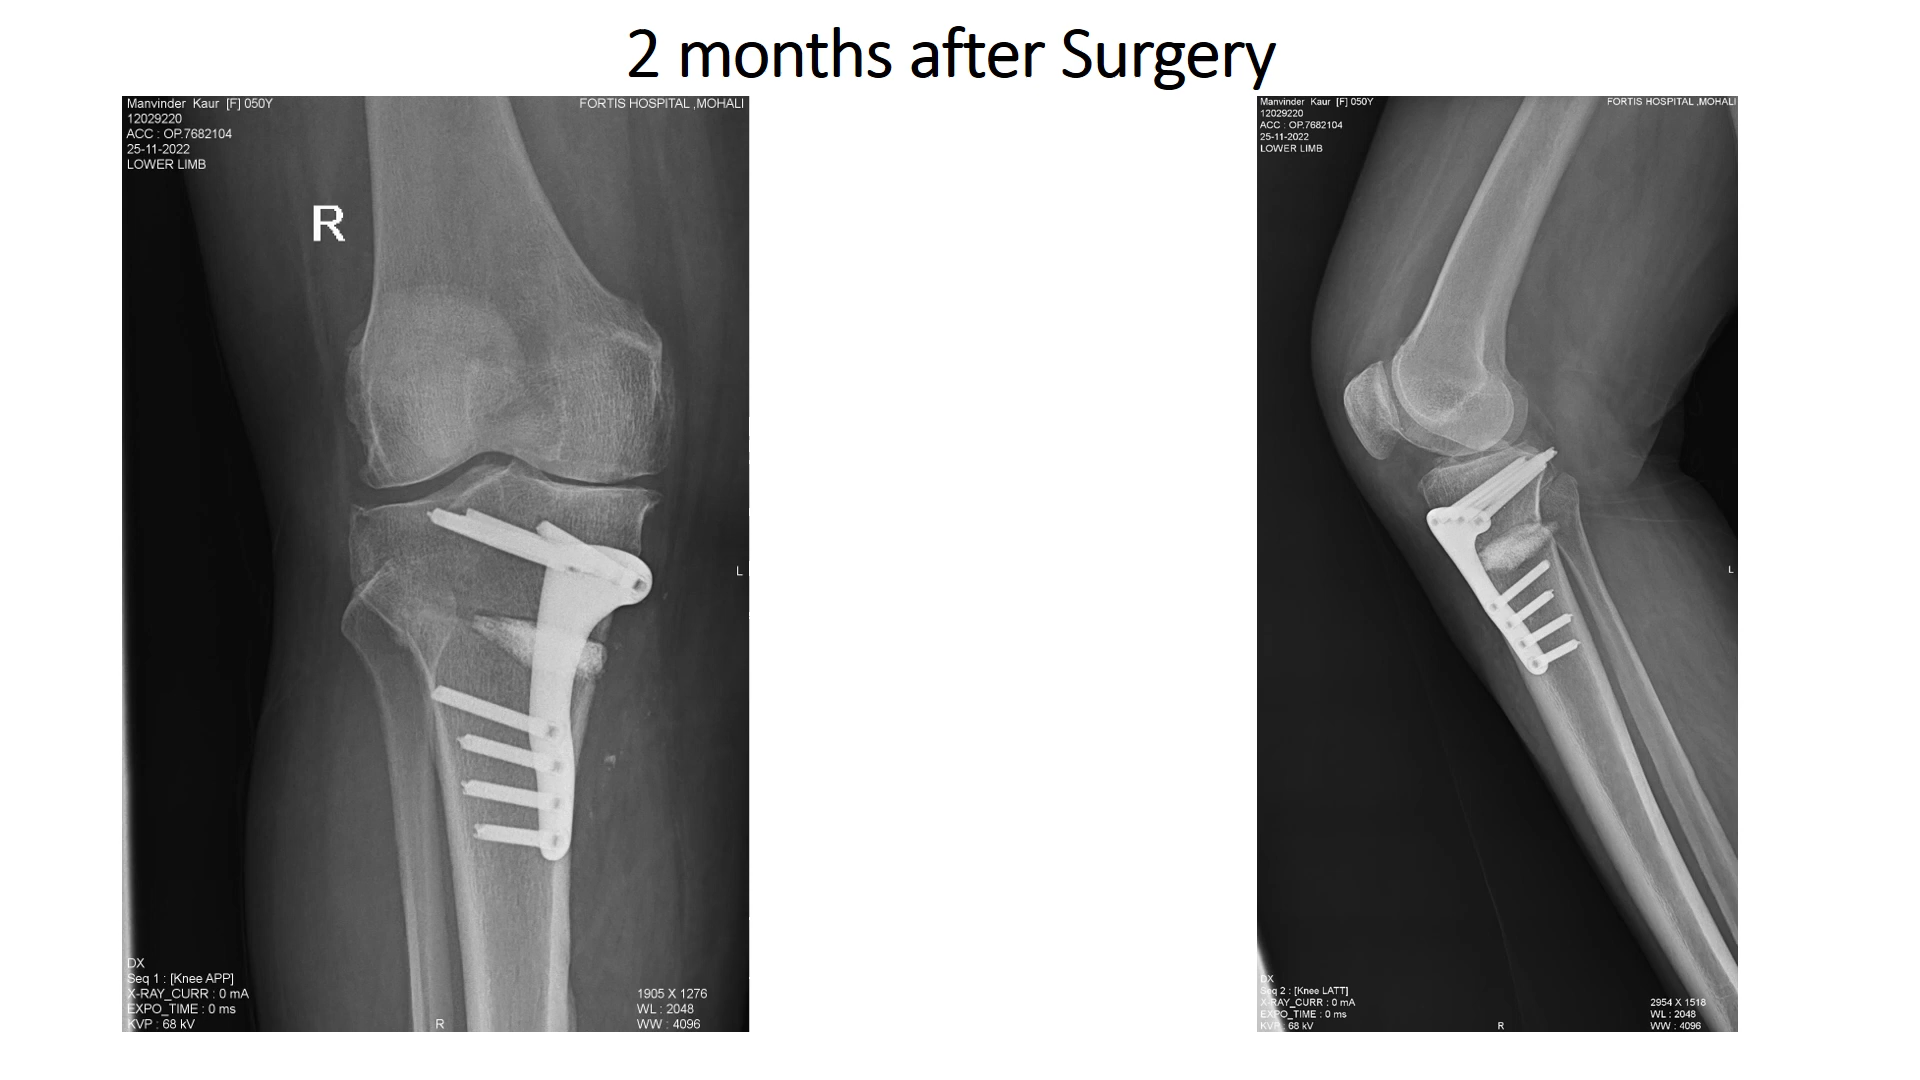 2 months after Surgery
Manvinder Kaur [F] 050Y
12029220
ACC : OP.7682104
25-11-2022
LOWER LIMB
FORTIS HOSPITAL ,MOHALI
R
L
DX
Seq 1 : [Knee APP]
X-RAY_CURR : 0 mA
EXPO_TIME : 0 ms
KVP : 68 kV
R
1905 X 1276
WL : 2048
WW : 4096
Manvinder Kaur [F] 050Y
12029220
ACC : OP.7682104
25-11-2022
LOWER LIMB
FORTIS HOSPITAL ,MOHALI
L
DX
Seq 2 : [Knee LATT]
X-RAY_CURR : 0 mA
EXPO_TIME : 0 ms
KVP : 68 kV
R
2954 X 1518
WL : 2048
WW : 4096